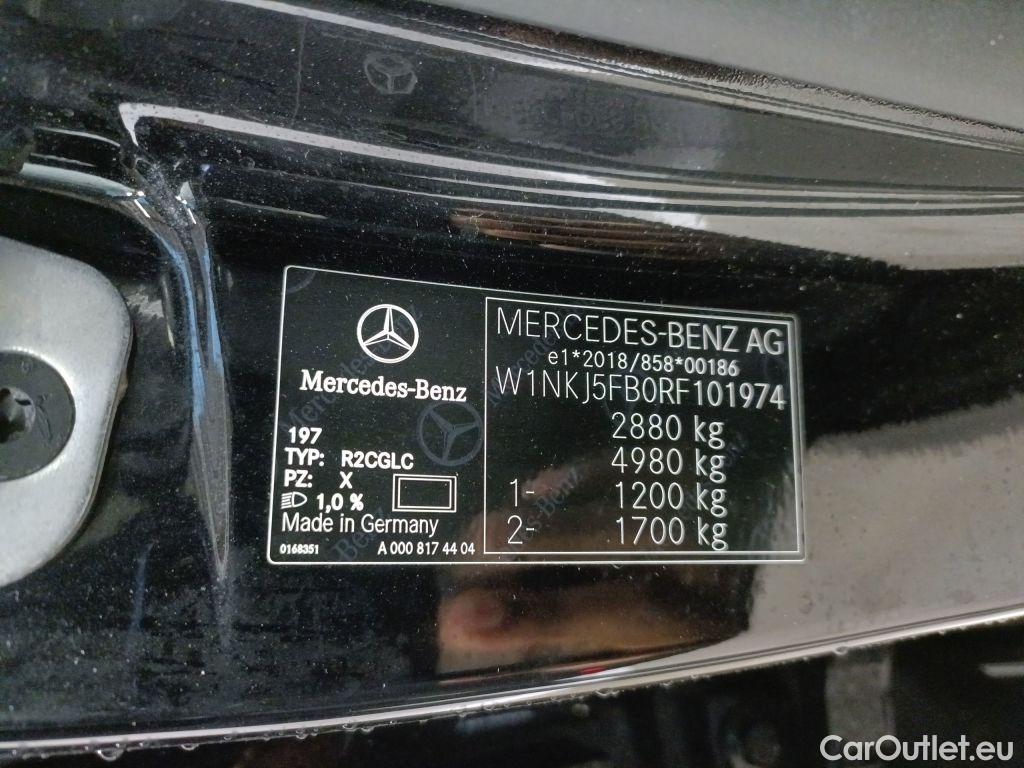 MERCEDES-BENZ AG
e1*2018/858*00186
W1NKJ5FB0RF101974
2880 kg
4980 kg
1- 1200 kg
2- 1700 kg
Mercedes-Benz
197
TYP: R2CGLC
PZ: X
1,0 %
Made in Germany
0168351 A 000 817 44 04
CarOutlet.eu